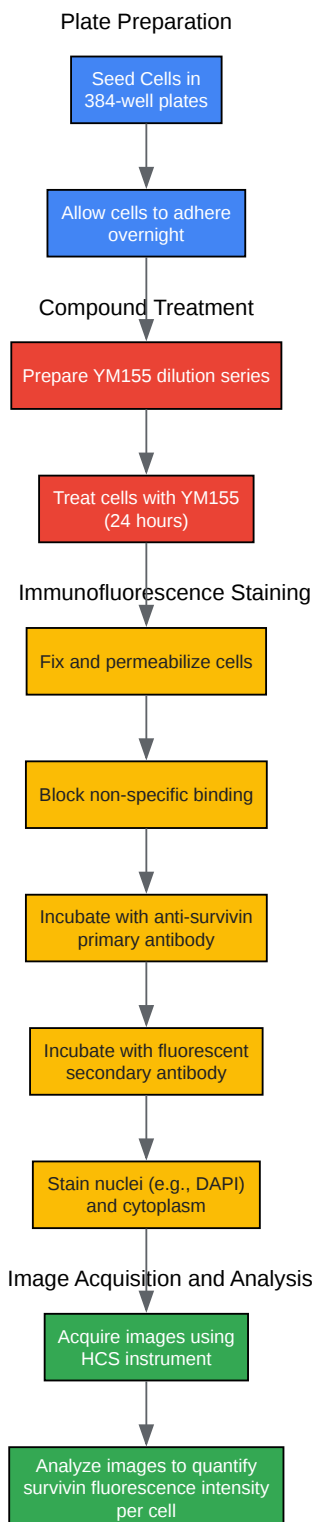 Plate Preparation
Seed Cells in
384-well plates
Allow cells to adhere
overnight
Compound Treatment
Prepare YM155 dilution series
Treat cells with YM155
(24 hours)
Immunofluorescence Staining
Fix and permeabilize cells
Block non-specific binding
Incubate with anti-survivin
primary antibody
Incubate with fluorescent
secondary antibody
Stain nuclei (e.g., DAPI)
and cytoplasm
Image Acquisition and Analysis
Acquire images using
HCS instrument
Analyze images to quantify
survivin fluorescence intensity
per cell